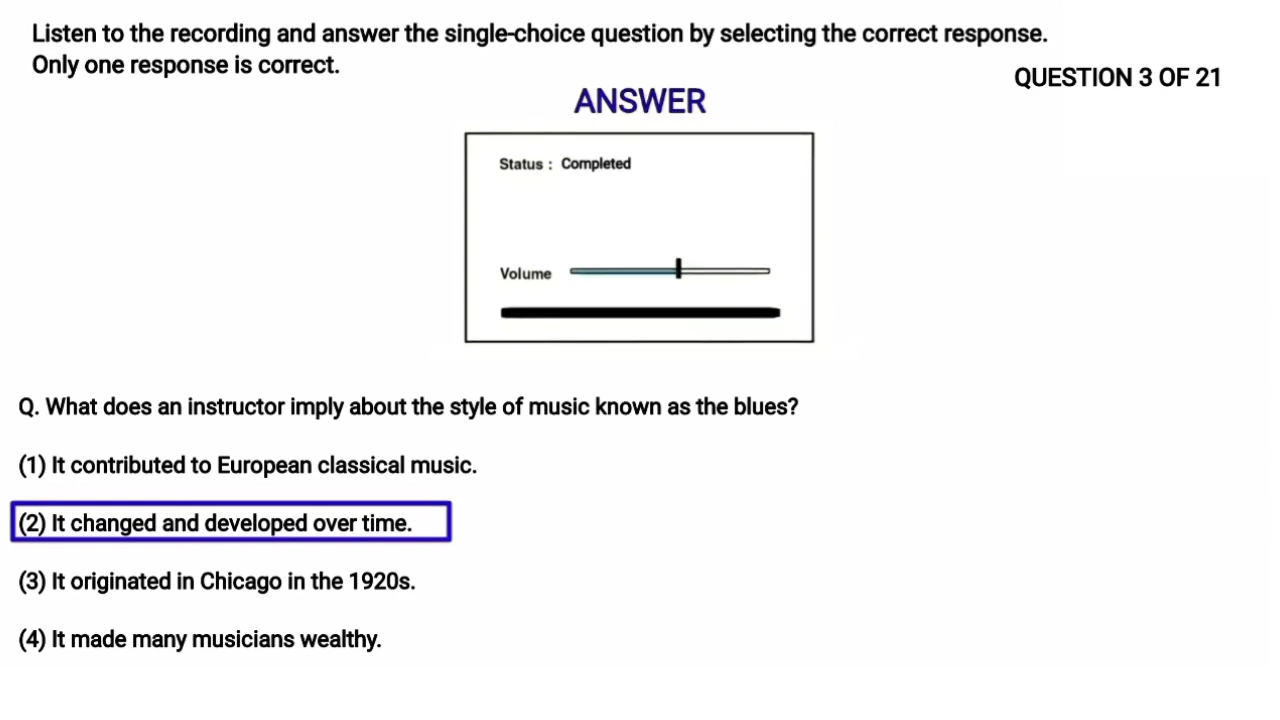 Listen to the recording and answer the single-choice question by selecting the correct response.
Only one response is correct.
QUESTION 3 OF 21
ANSWER
Status : Completed
Volume
Q. What does an instructor imply about the style of music known as the blues?
(1) It contributed to European classical music.
(2) It changed and developed over time.
(3) It originated in Chicago in the 1920s.
(4) It made many musicians wealthy.